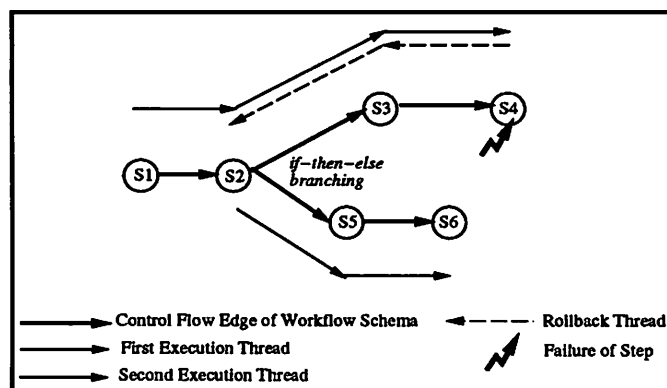 S3
S4
S1
S2
if-then-else
branching
S5
S6
Control Flow Edge of Workflow Schema
Rollback Thread
First Execution Thread
Failure of Step
Second Execution Thread